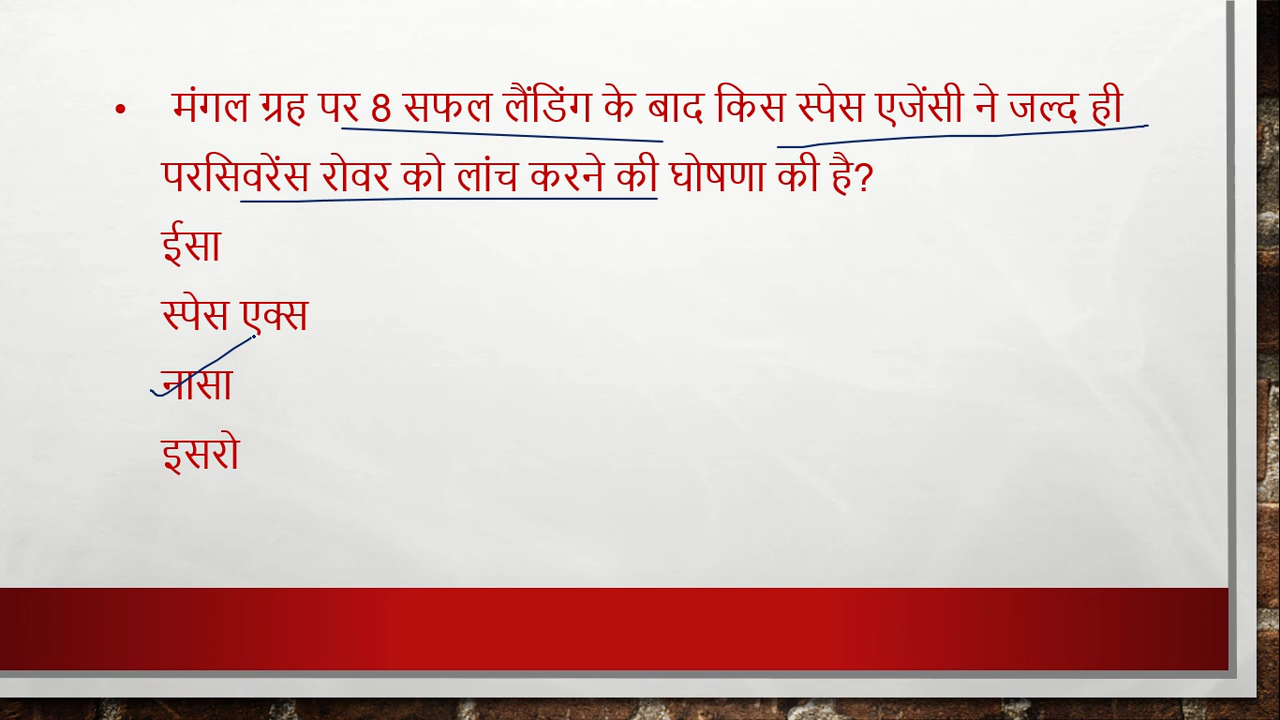 • मंगल ग्रह पर 8 सफल लैंडिंग के बाद किस स्पेस एजेंसी ने जल्द ही
परसिवरेंस रोवर को लांच करने की घोषणा की है?
ईसा
स्पेस एक्स
नासा
इसरो